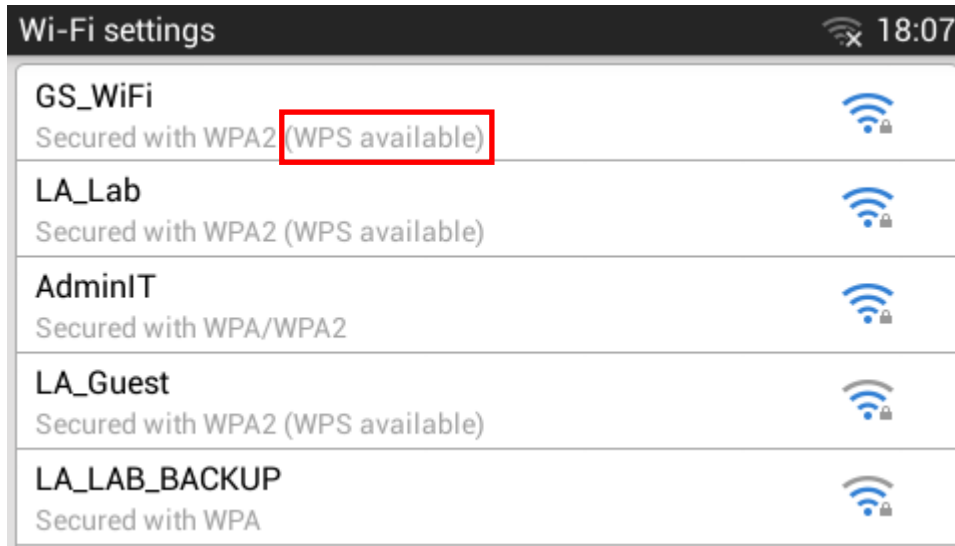 Wi-Fi settings 18:07
GS_WiFi
Secured with WPA2 (WPS available)
LA_Lab
Secured with WPA2 (WPS available)
AdminIT
Secured with WPA/WPA2
LA_Guest
Secured with WPA2 (WPS available)
LA_LAB_BACKUP
Secured with WPA